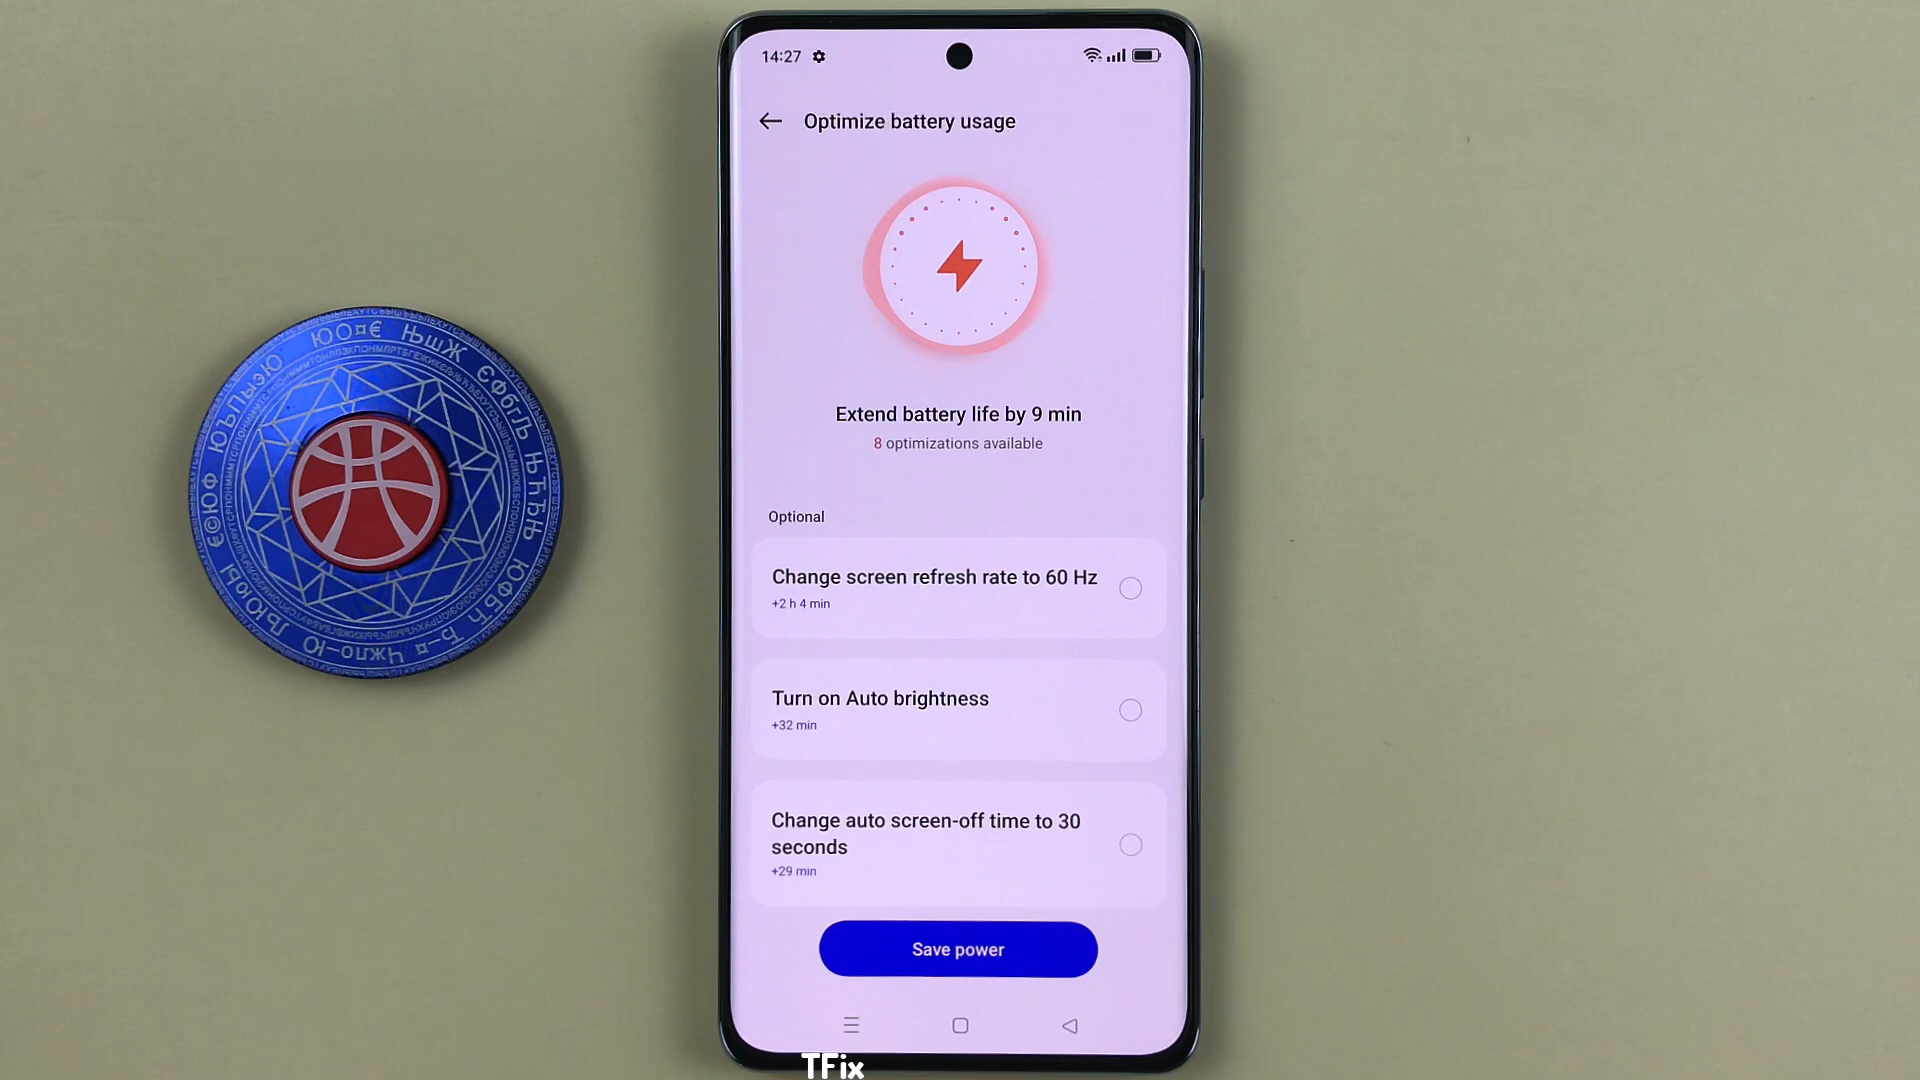 14:27
Optimize battery usage
Extend battery life by 9 min
8 optimizations available
Optional
Change screen refresh rate to 60 Hz
+2 h 4 min
Turn on Auto brightness
+32 min
Change auto screen-off time to 30
seconds
+29 min
Save power
TFix